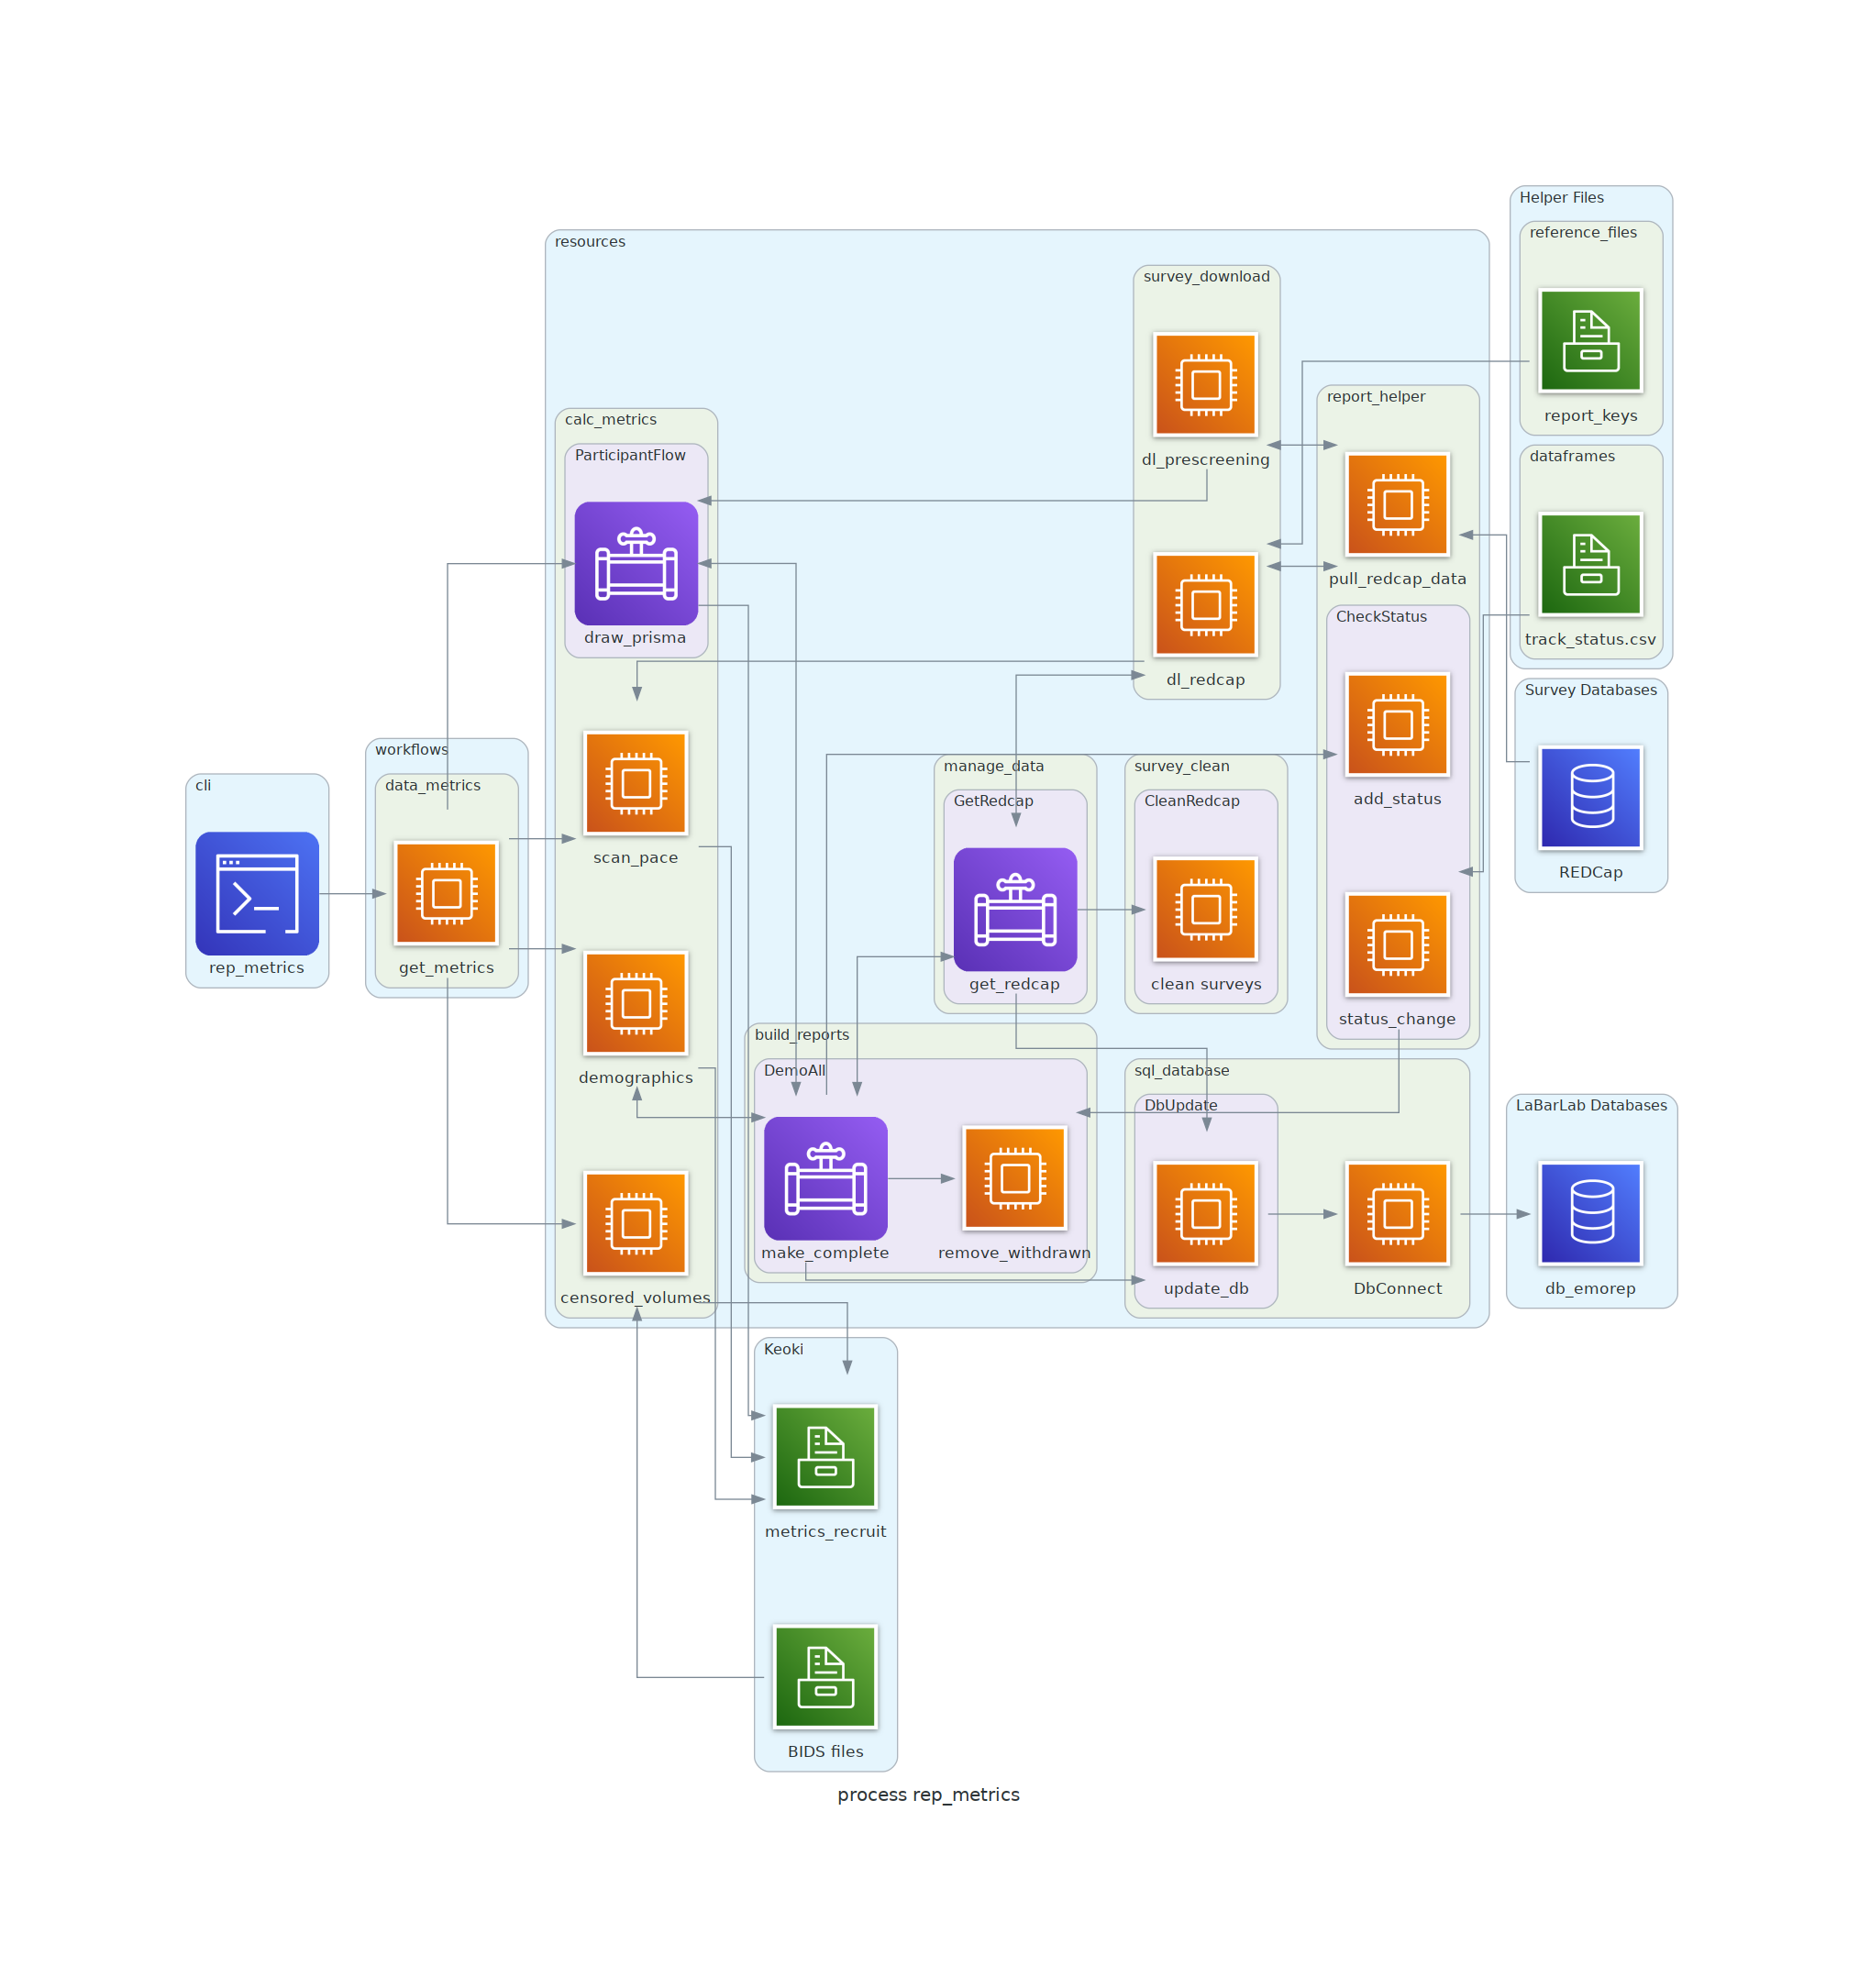 Helper Files
reference_files
report_keys
dataframes
track_status.csv
resources
survey_download
dl_prescreening
dl_redcap
report_helper
pull_redcap_data
CheckStatus
add_status
status_change
calc_metrics
ParticipantFlow
draw_prisma
scan_pace
demographics
censored_volumes
Survey Databases
REDCap
workflows
data_metrics
get_metrics
cli
rep_metrics
manage_data
GetRedcap
get_redcap
survey_clean
CleanRedcap
clean surveys
build_reports
DemoAll
make_complete
remove_withdrawn
sql_database
DbUpdate
update_db
DbConnect
LaBarLab Databases
db_emorep
Keoki
metrics_recruit
BIDS files
process rep_metrics